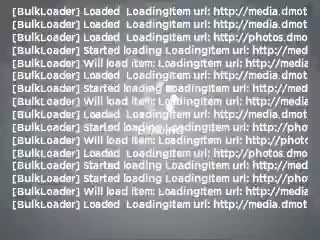 [BulkLoader] Loaded LoadingItem url: http://media.dmot
[BulkLoader] Loaded LoadingItem url: http://photos.dmo
[BulkLoader] Loaded LoadingItem url: http://media.dmot
[BulkLoader] Started loading LoadingItem url: http://med
[BulkLoader] Will load item: LoadingItem url: http://media
[BulkLoader] Loaded LoadingItem url: http://media.dmot
[BulkLoader] Started loading LoadingItem url: http://med
[BulkLoader] Will load item: LoadingItem url: http://media
[BulkLoader] Loaded LoadingItem url: http://media.dmot
[BulkLoader] Started loading LoadingItem url: http://pho
[BulkLoader] Will load item: LoadingItem url: http://photo
[BulkLoader] Loaded LoadingItem url: http://photos.dmo
[BulkLoader] Started loading LoadingItem url: http://med
[BulkLoader] Started loading LoadingItem url: http://med
[BulkLoader] Will load item: LoadingItem url: http://media
[BulkLoader] Loaded LoadingItem url: http://media.dmot